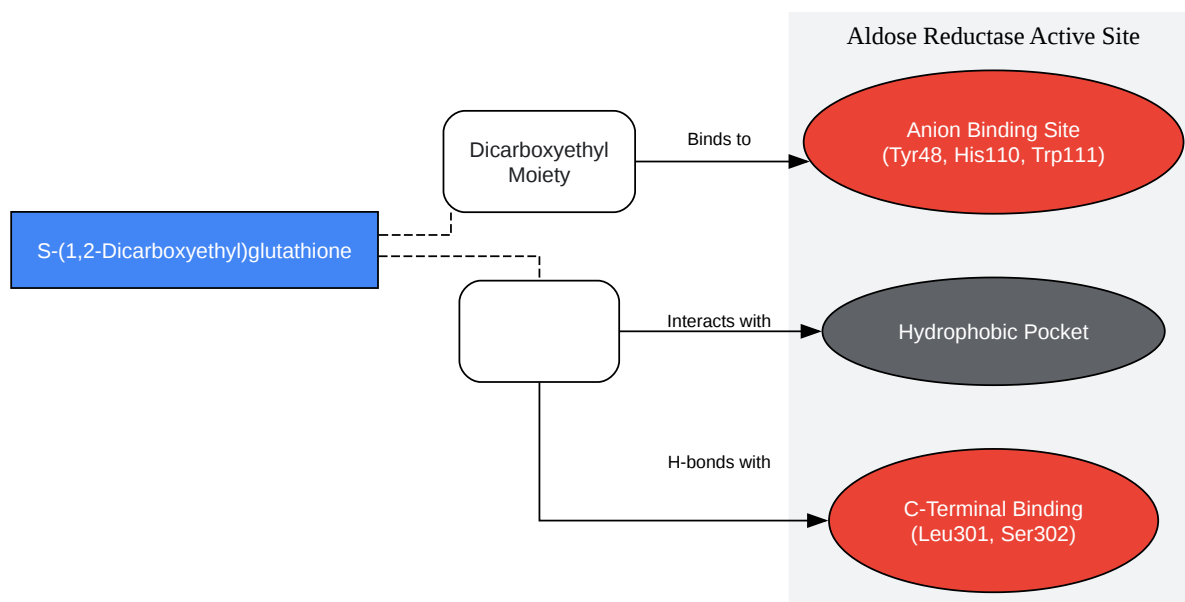 Aldose Reductase Active Site
Anion Binding Site
(Tyr48, His110, Trp111)
Binds to
Dicarboxyethyl
Moiety
S-(1,2-Dicarboxyethyl)glutathione
Interacts with
Hydrophobic Pocket
H-bonds with
C-Terminal Binding
(Leu301, Ser302)